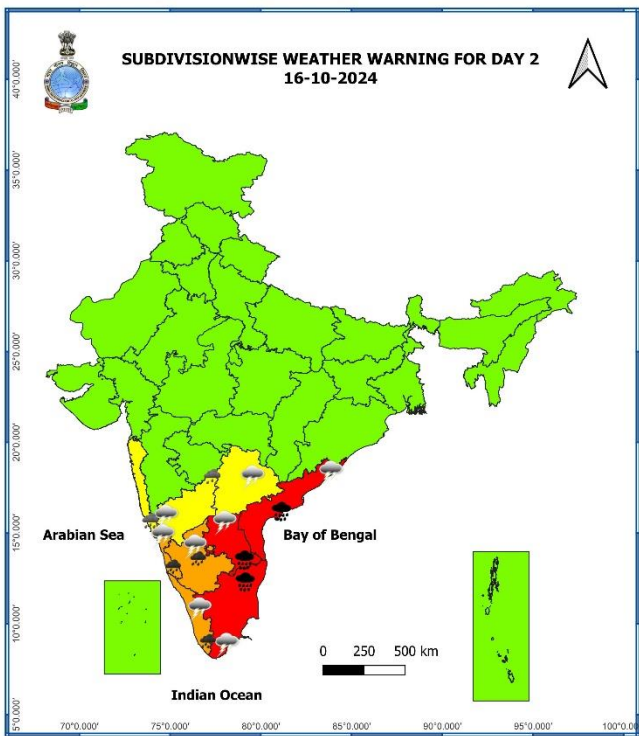 SUBDIVISIONWISE WEATHER WARNING FOR DAY 2
16-10-2024
40°0.000'
35°0.000'
30°0.000'
25°0.000'
20°0.000'
15°0.000'
10°0.000'
5°0.000'
Arabian Sea
Bay of Bengal
0 250 500 km
Indian Ocean
70°0.000' 75°0.000' 80°0.000' 85°0.000' 90°0.000' 95°0.000'